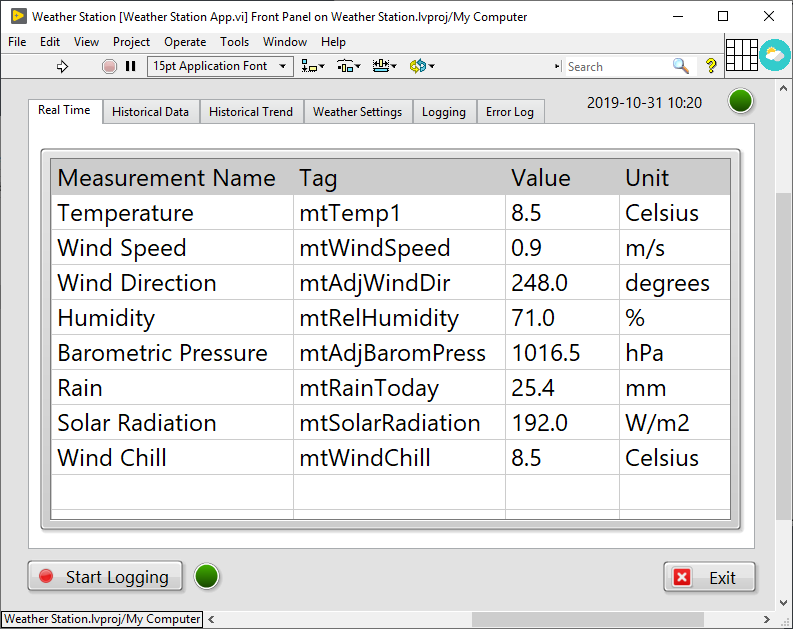 Weather Station [Weather Station App.vi] Front Panel on Weather Station.lvproj/My Computer
File Edit View Project Operate Tools Window Help
15pt Application Font Search ?
Real Time Historical Data Historical Trend Weather Settings Logging Error Log 2019-10-31 10:20
Measurement Name Tag Value Unit
Temperature mtTemp1 8.5 Celsius
Wind Speed mtWindSpeed 0.9 m/s
Wind Direction mtAdjWindDir 248.0 degrees
Humidity mtRelHumidity 71.0 %
Barometric Pressure mtAdjBaromPress 1016.5 hPa
Rain mtRainToday 25.4 mm
Solar Radiation mtSolarRadiation 192.0 W/m2
Wind Chill mtWindChill 8.5 Celsius
Start Logging Exit
Weather Station.lvproj/My Computer